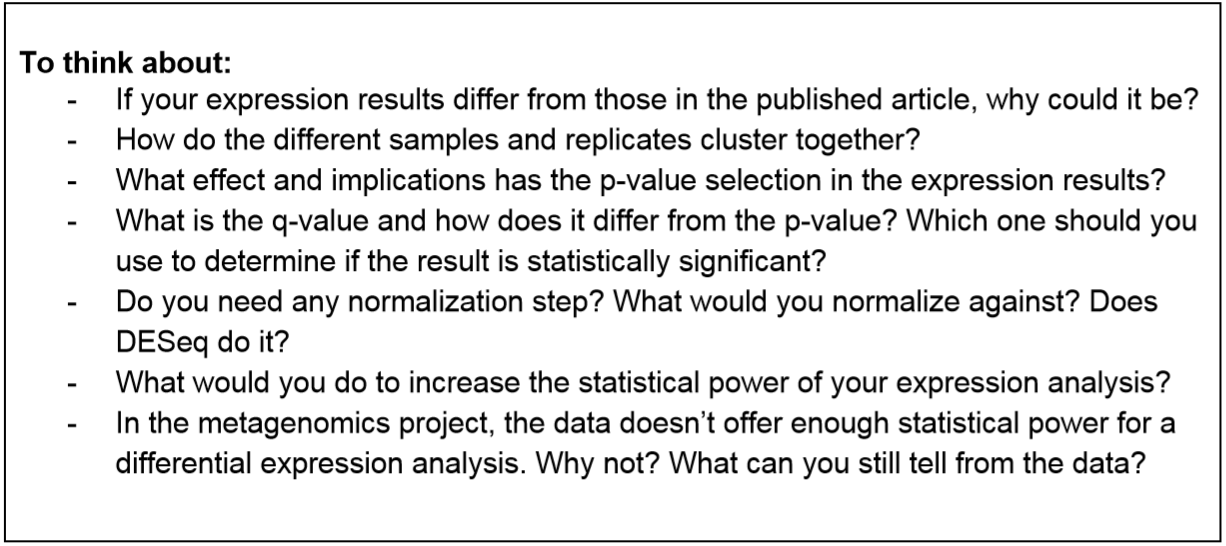 To think about:
- If your expression results differ from those in the published article, why could it be?
- How do the different samples and replicates cluster together?
- What effect and implications has the p-value selection in the expression results?
- What is the q-value and how does it differ from the p-value? Which one should you
use to determine if the result is statistically significant?
- Do you need any normalization step? What would you normalize against? Does
DESeq do it?
- What would you do to increase the statistical power of your expression analysis?
- In the metagenomics project, the data doesn’t offer enough statistical power for a
differential expression analysis. Why not? What can you still tell from the data?